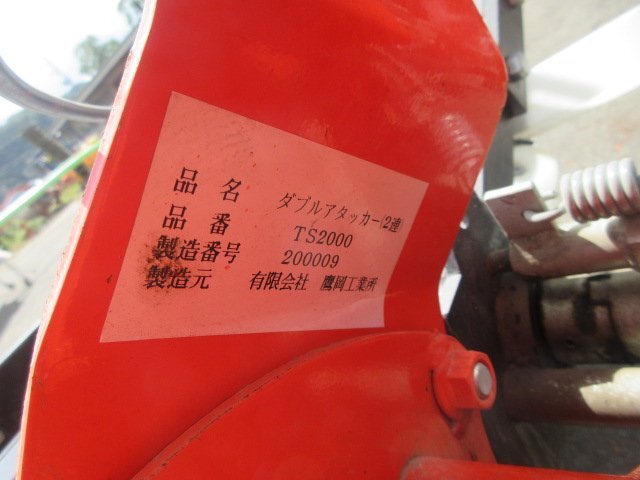 品 名 ダブルアタッカー(2連
品 番 TS2000
製造番号 200009
製造元 有限会社 鷹岡工業所